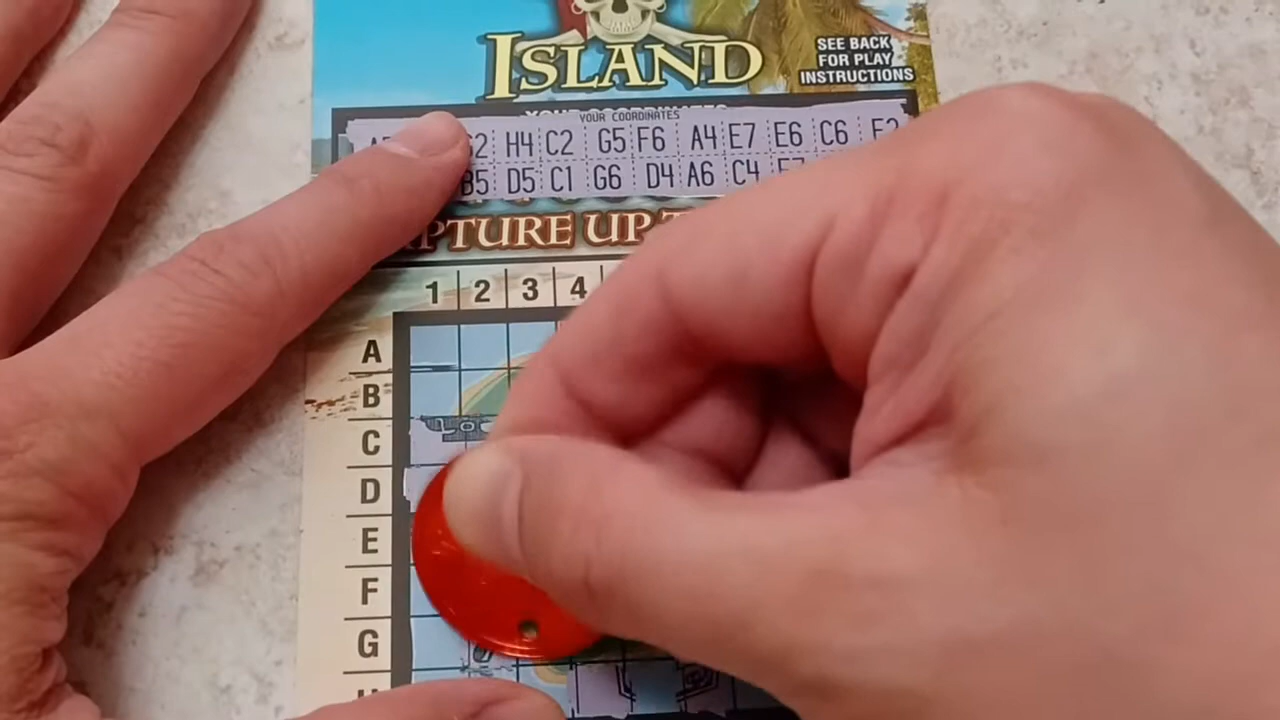 ISLAND
SEE BACK
FOR PLAY
INSTRUCTIONS
YOUR COORDINATES
H4 C2 G5 F6 A4 E7 E6 C6
B5 D5 C1 G6 D4 A6 C4
UP
1 2 3 4
A
B
C
D
E
F
G